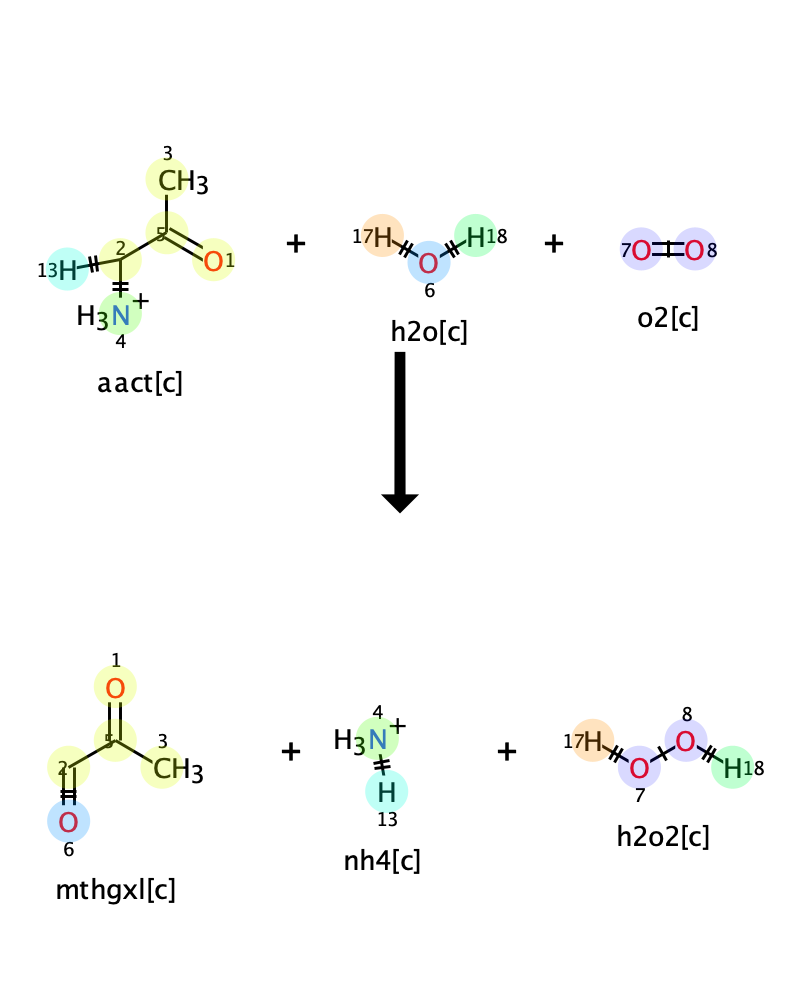 3
CH3
2
5
13H
O1
H3N+
4
aact[c]
+
17H
H18
O
6
h2o[c]
+
7O
O8
o2[c]
1
O
5
3
2
CH3
O
6
mthgxl[c]
+
4
H3N+
H
13
nh4[c]
+
17H
8
O
O
7
H18
h2o2[c]